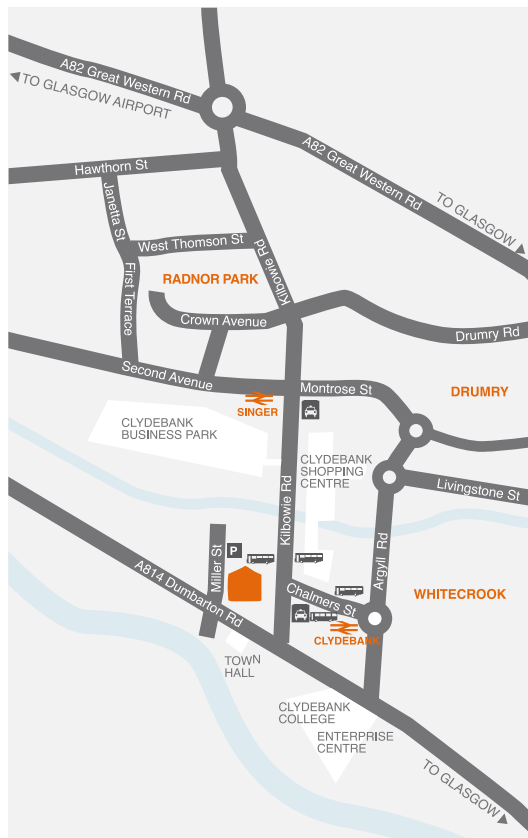 A82 Great Western Rd
TO GLASGOW AIRPORT
A82 Great Western Rd
TO GLASGOW
Hawthorn St
Janetta St
West Thomson St
Kilbowie Rd
RADNOR PARK
First Terrace
Crown Avenue
Drumry Rd
Second Avenue
Montrose St
DRUMRY
SINGER
CLYDEBANK
BUSINESS PARK
CLYDEBANK
SHOPPING
CENTRE
Livingstone St
Kilbowie Rd
Argyll Rd
Miller St
P
A814 Dumbarton Rd
Chalmers St
WHITECROOK
CLYDEBANK
TOWN
HALL
CLYDEBANK
COLLEGE
ENTERPRISE
CENTRE
TO GLASGOW